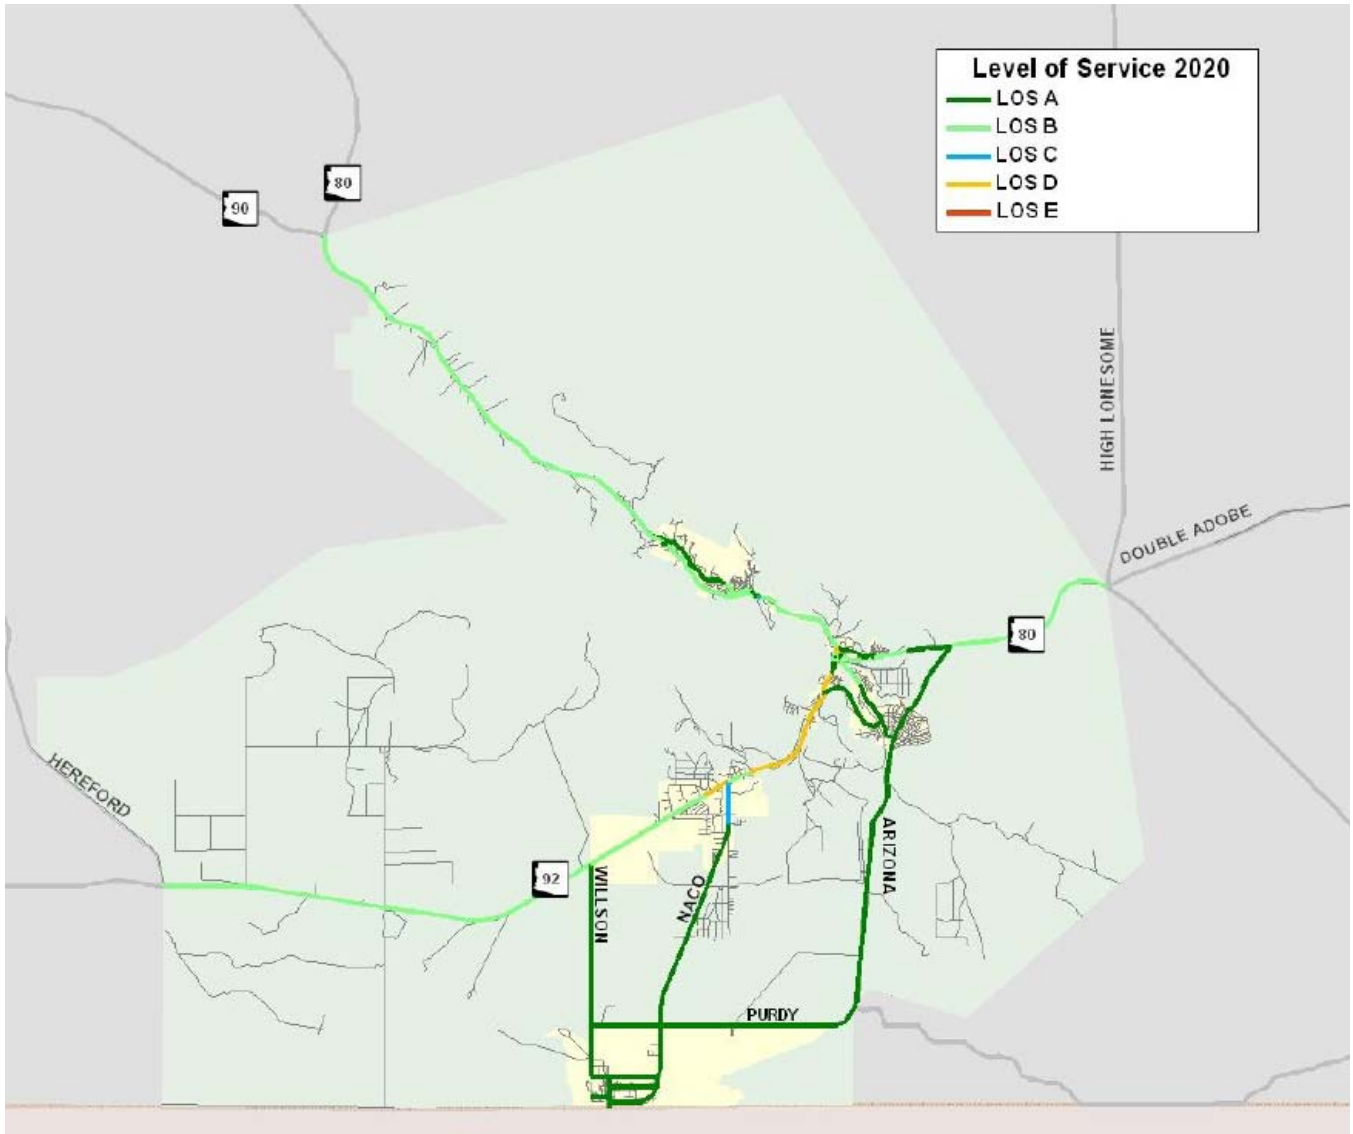 Level of Service 2020
LOS A
LOS B
LOS C
LOS D
LOS E
80
90
HIGH LONESOME
DOUBLE ADOBE
80
HEREFORD
92
WILLSON
NACO
ARIZONA
PURDY